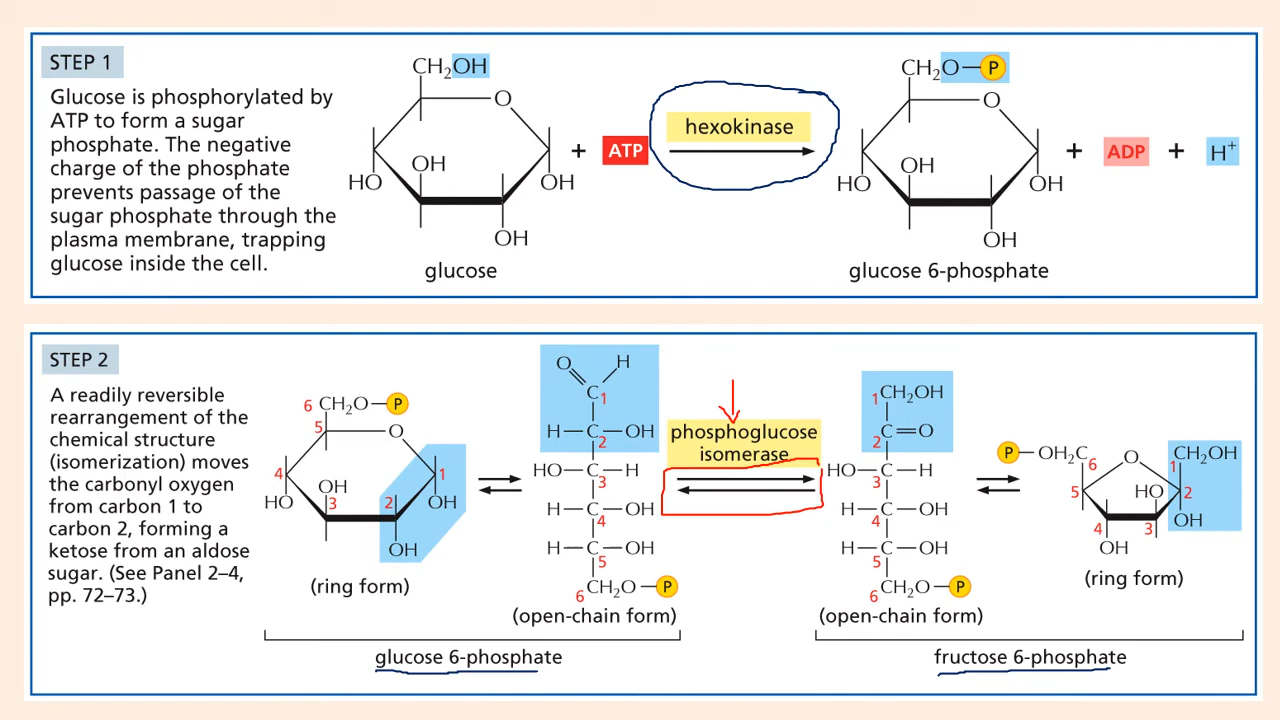 STEP 1
Glucose is phosphorylated by
ATP to form a sugar
phosphate. The negative
charge of the phosphate
prevents passage of the
sugar phosphate through the
plasma membrane, trapping
glucose inside the cell.
CH2OH
O
OH
HO
OH
OH
glucose
+
ATP
hexokinase
CH2O—P
O
OH
HO
OH
OH
glucose 6-phosphate
+
ADP
+
H+
STEP 2
A readily reversible
rearrangement of the
chemical structure
(isomerization) moves
the carbonyl oxygen
from carbon 1 to
carbon 2, forming a
ketose from an aldose
sugar. (See Panel 2–4,
pp. 72–73.)
6 CH2O—P
5
O
4
1
OH
HO
3
2
OH
OH
(ring form)
O H
C 1
H—C—OH
2
HO—C—H
3
H—C—OH
4
H—C—OH
5
6 CH2O—P
(open-chain form)
glucose 6-phosphate
phosphoglucose
isomerase
1 CH2OH
C=O
2
HO—C—H
3
H—C—OH
4
H—C—OH
5
6 CH2O—P
(open-chain form)
P—OH2C
6
O
1 CH2OH
5
HO
2
4
3
OH
OH
(ring form)
fructose 6-phosphate